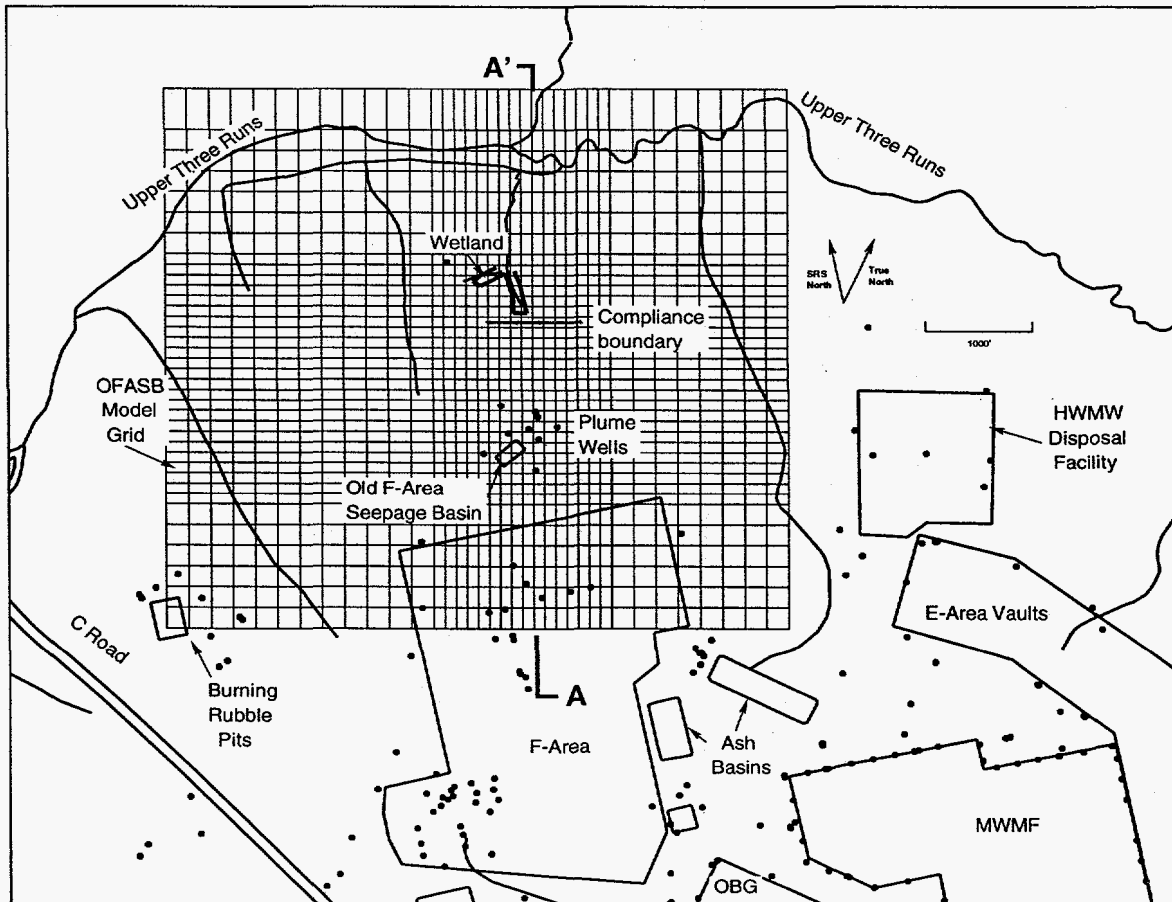 A'
Upper Three Runs
Upper Three Runs
Wetland
SRS
North
True
North
Compliance
boundary
1000'
OFASB
Model
Grid
Plume
Wells
HWMW
Disposal
Facility
Old F-Area
Seepage Basin
E-Area Vaults
C Road
A
Burning
Rubble
Pits
F-Area
Ash
Basins
MWMF
OBG